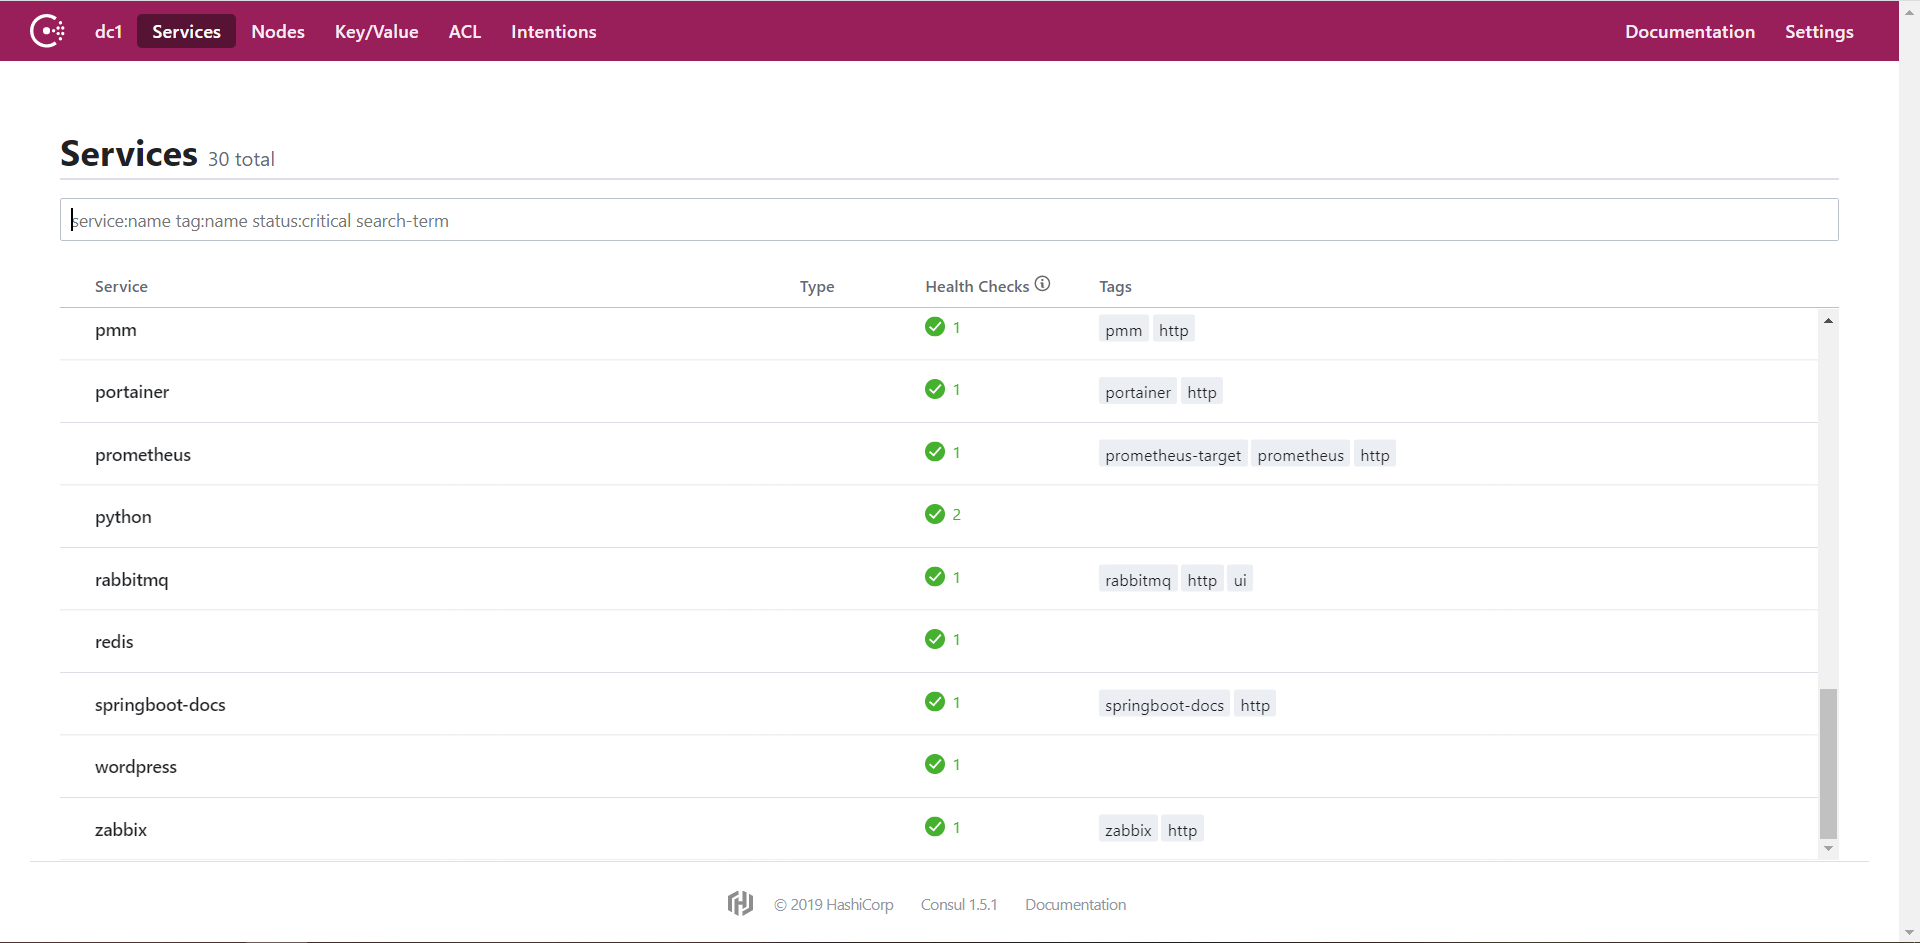 dc1 Services Nodes Key/Value ACL Intentions Documentation Settings
Services 30 total
service:name tag:name status:critical search-term
Service Type Health Checks Tags
pmm 1 pmm http
portainer 1 portainer http
prometheus 1 prometheus-target prometheus http
python 2
rabbitmq 1 rabbitmq http ui
redis 1
springboot-docs 1 springboot-docs http
wordpress 1
zabbix 1 zabbix http
© 2019 HashiCorp Consul 1.5.1 Documentation